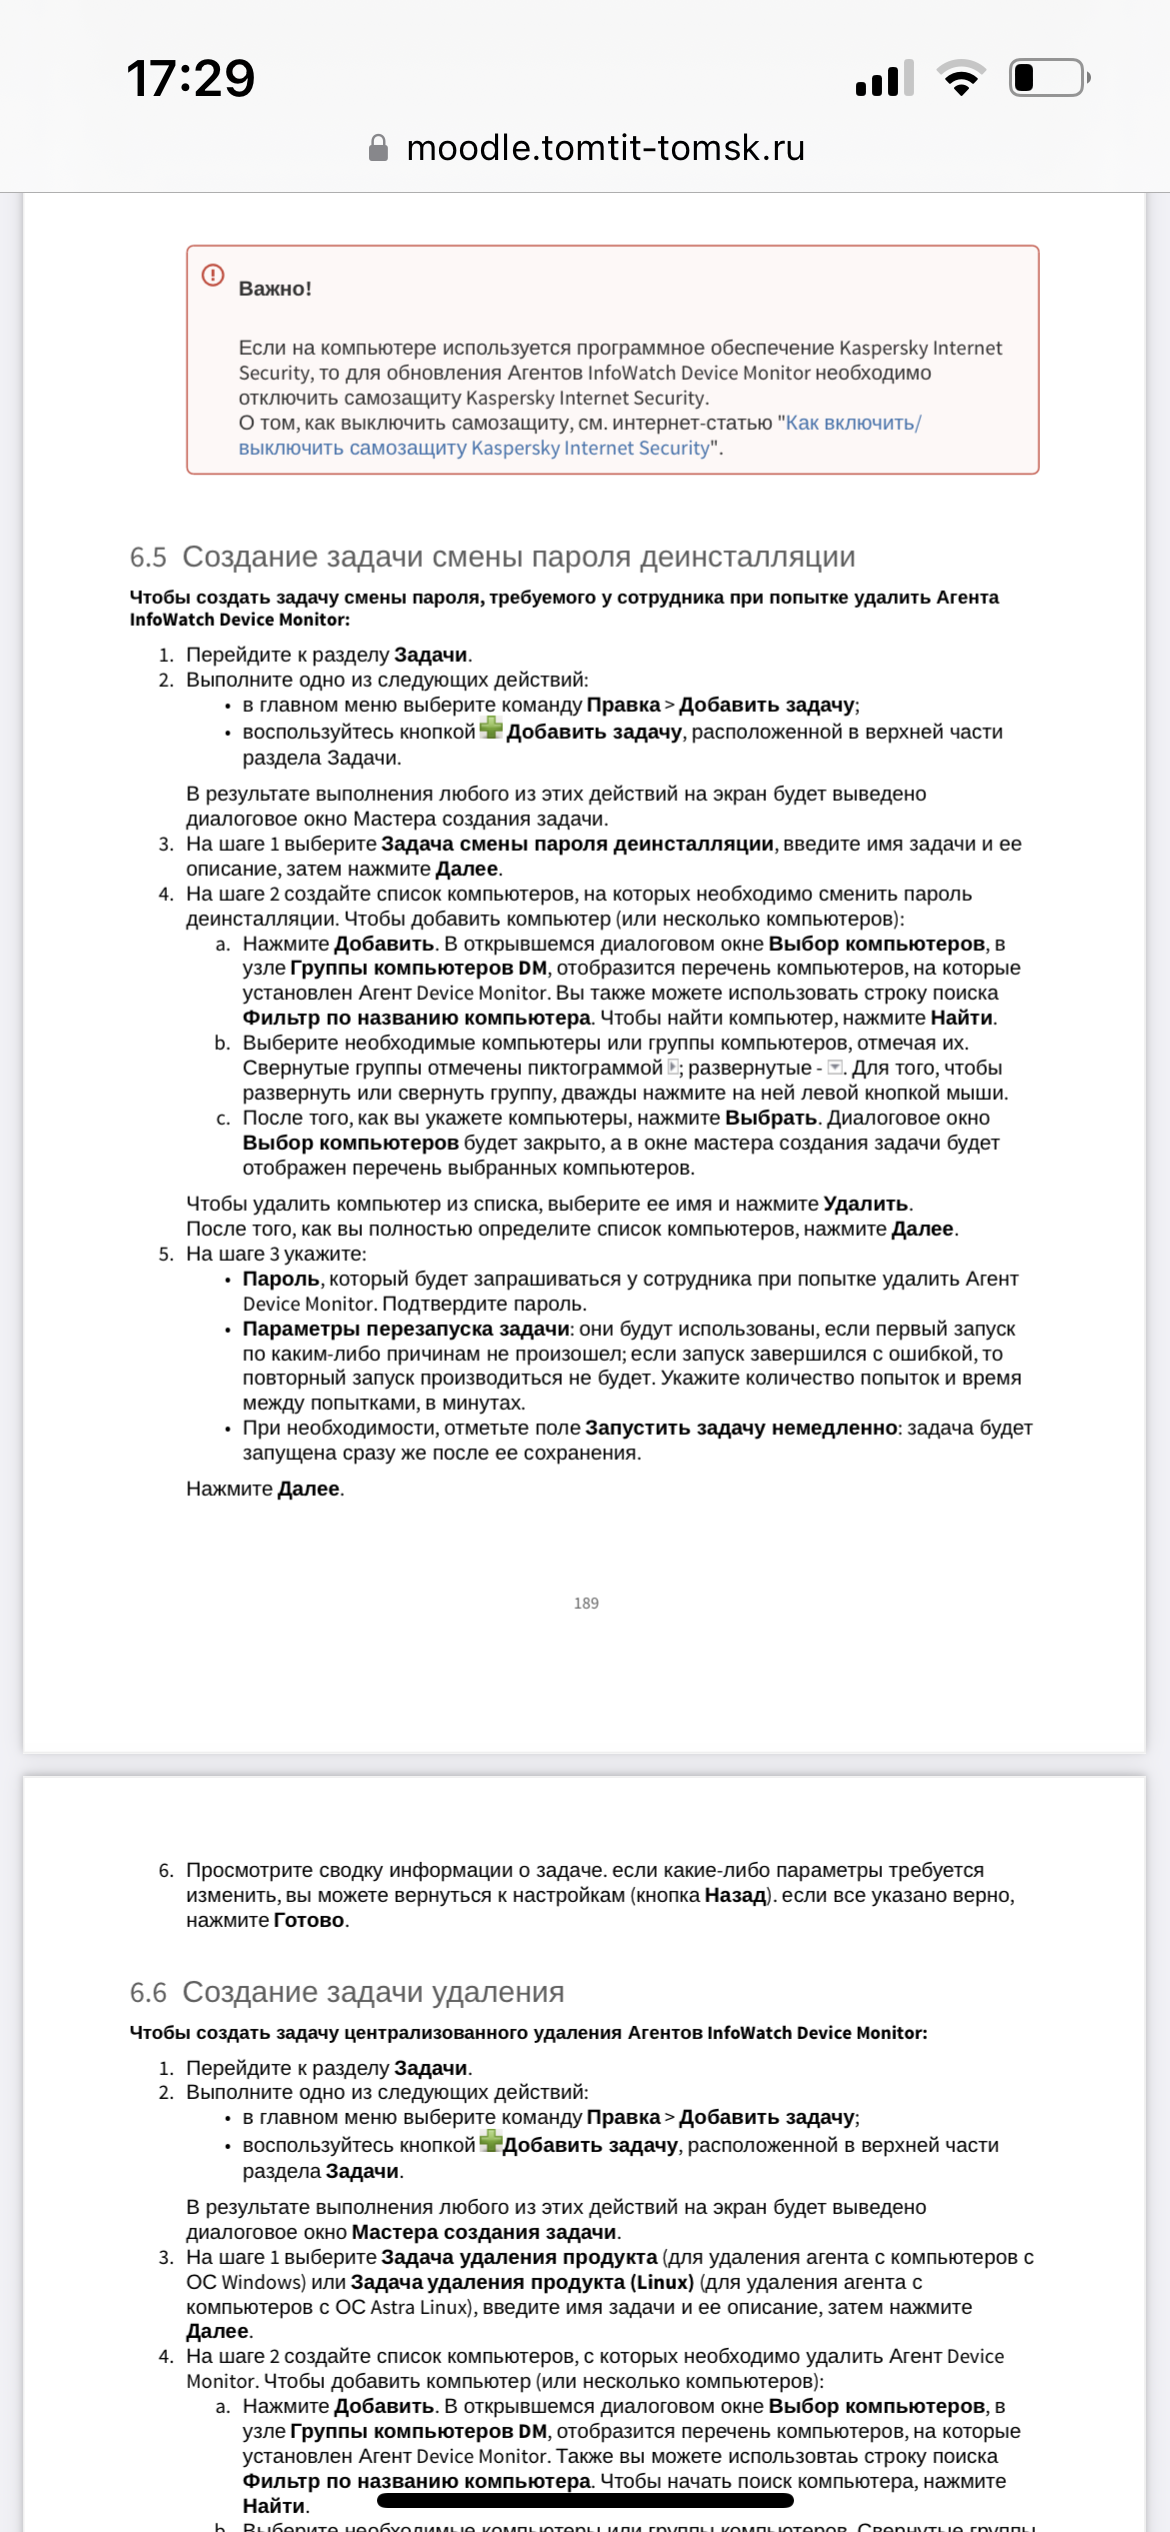 17:29
moodle.tomtit-tomsk.ru
Важно!
Если на компьютере используется программное обеспечение Kaspersky Internet
Security, то для обновления Агентов InfoWatch Device Monitor необходимо
отключить самозащиту Kaspersky Internet Security.
О том, как выключить самозащиту, см. интернет-статью "Как включить/
выключить самозащиту Kaspersky Internet Security".
6.5 Создание задачи смены пароля деинсталляции
Чтобы создать задачу смены пароля, требуемого у сотрудника при попытке удалить Агента
InfoWatch Device Monitor:
1. Перейдите к разделу Задачи.
2. Выполните одно из следующих действий:
• в главном меню выберите команду Правка > Добавить задачу;
• воспользуйтесь кнопкой Добавить задачу, расположенной в верхней части
раздела Задачи.
В результате выполнения любого из этих действий на экран будет выведено
диалоговое окно Мастера создания задачи.
3. На шаге 1 выберите Задача смены пароля деинсталляции, введите имя задачи и ее
описание, затем нажмите Далее.
4. На шаге 2 создайте список компьютеров, на которых необходимо сменить пароль
деинсталляции. Чтобы добавить компьютер (или несколько компьютеров):
a. Нажмите Добавить. В открывшемся диалоговом окне Выбор компьютеров, в
узле Группы компьютеров DM, отобразится перечень компьютеров, на которые
установлен Агент Device Monitor. Вы также можете использовать строку поиска
Фильтр по названию компьютера. Чтобы найти компьютер, нажмите Найти.
b. Выберите необходимые компьютеры или группы компьютеров, отмечая их.
Свернутые группы отмечены пиктограммой ; развернутые - . Для того, чтобы
развернуть или свернуть группу, дважды нажмите на ней левой кнопкой мыши.
c. После того, как вы укажете компьютеры, нажмите Выбрать. Диалоговое окно
Выбор компьютеров будет закрыто, а в окне мастера создания задачи будет
отображен перечень выбранных компьютеров.
Чтобы удалить компьютер из списка, выберите ее имя и нажмите Удалить.
После того, как вы полностью определите список компьютеров, нажмите Далее.
5. На шаге 3 укажите:
• Пароль, который будет запрашиваться у сотрудника при попытке удалить Агент
Device Monitor. Подтвердите пароль.
• Параметры перезапуска задачи: они будут использованы, если первый запуск
по каким-либо причинам не произошел; если запуск завершился с ошибкой, то
повторный запуск производиться не будет. Укажите количество попыток и время
между попытками, в минутах.
• При необходимости, отметьте поле Запустить задачу немедленно: задача будет
запущена сразу же после ее сохранения.
Нажмите Далее.
189
6. Просмотрите сводку информации о задаче. если какие-либо параметры требуется
изменить, вы можете вернуться к настройкам (кнопка Назад). если все указано верно,
нажмите Готово.
6.6 Создание задачи удаления
Чтобы создать задачу централизованного удаления Агентов InfoWatch Device Monitor:
1. Перейдите к разделу Задачи.
2. Выполните одно из следующих действий:
• в главном меню выберите команду Правка > Добавить задачу;
• воспользуйтесь кнопкой Добавить задачу, расположенной в верхней части
раздела Задачи.
В результате выполнения любого из этих действий на экран будет выведено
диалоговое окно Мастера создания задачи.
3. На шаге 1 выберите Задача удаления продукта (для удаления агента с компьютеров с
ОС Windows) или Задача удаления продукта (Linux) (для удаления агента с
компьютеров с ОС Astra Linux), введите имя задачи и ее описание, затем нажмите
Далее.
4. На шаге 2 создайте список компьютеров, с которых необходимо удалить Агент Device
Monitor. Чтобы добавить компьютер (или несколько компьютеров):
a. Нажмите Добавить. В открывшемся диалоговом окне Выбор компьютеров, в
узле Группы компьютеров DM, отобразится перечень компьютеров, на которые
установлен Агент Device Monitor. Также вы можете использовтаь строку поиска
Фильтр по названию компьютера. Чтобы начать поиск компьютера, нажмите
Найти.
b. Выберите необходимые компьютеры или группы компьютеров. Свернутые группы